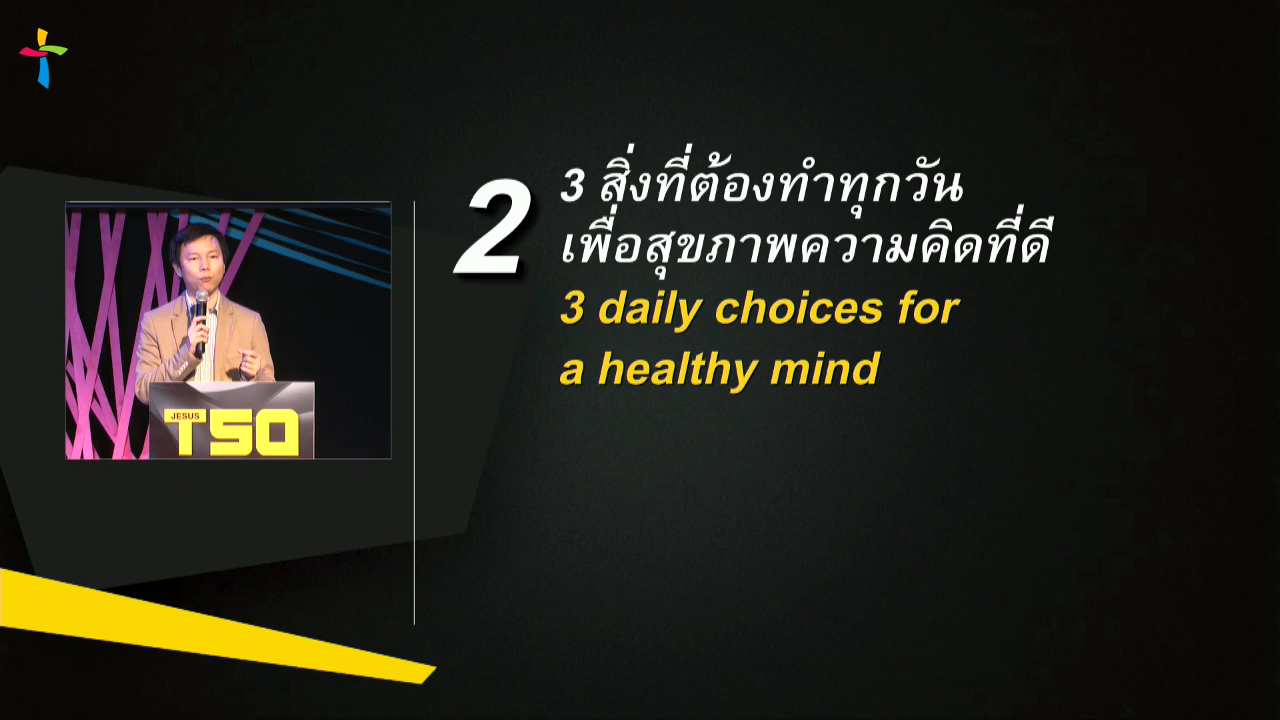 2
3 สิ่งที่ต้องทำทุกวัน
เพื่อสุขภาพความคิดที่ดี
3 daily choices for
a healthy mind
JESUS
TSQ